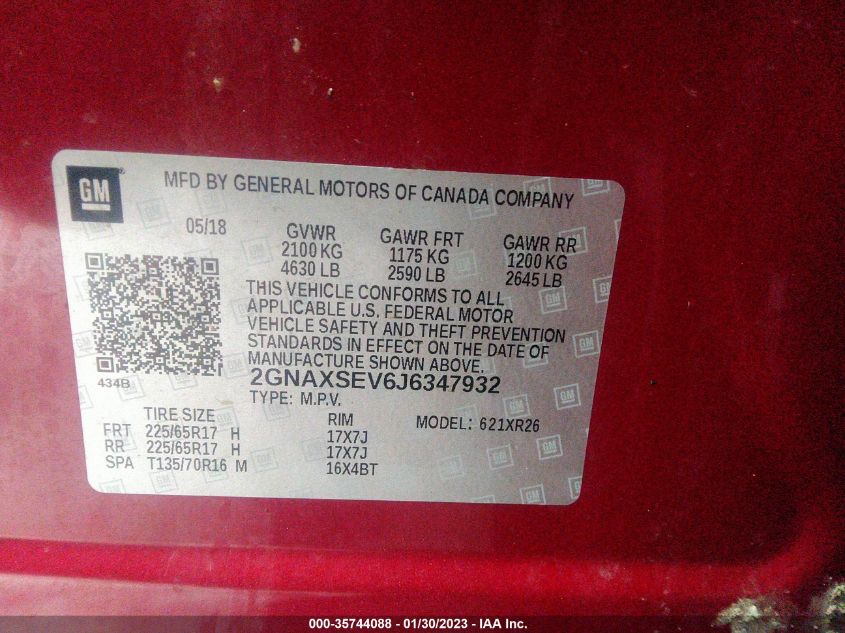 GM
MFD BY GENERAL MOTORS OF CANADA COMPANY
05/18 GVWR GAWR FRT GAWR RR
2100 KG 1175 KG 1200 KG
4630 LB 2590 LB 2645 LB
THIS VEHICLE CONFORMS TO ALL
APPLICABLE U.S. FEDERAL MOTOR
VEHICLE SAFETY AND THEFT PREVENTION
STANDARDS IN EFFECT ON THE DATE OF
MANUFACTURE SHOWN ABOVE.
434B
2GNAXSEV6J6347932
TYPE: M.P.V. MODEL: 621XR26
TIRE SIZE RIM
FRT 225/65R17 H 17X7J
RR 225/65R17 H 17X7J
SPA T135/70R16 M 16X4BT
000-35744088 - 01/30/2023 - IAA Inc.